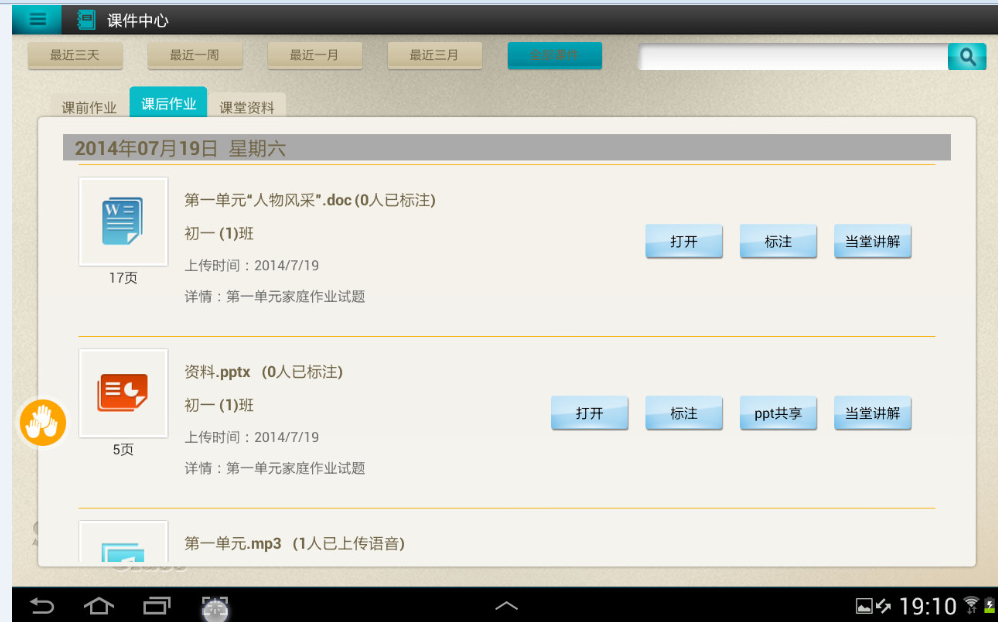 课件中心
最近三天 最近一周 最近一月 最近三月
课前作业 课后作业 课堂资料
2014年07月19日 星期六
第一单元“人物风采”.doc (0人已标注)
初一 (1)班
上传时间：2014/7/19
详情：第一单元家庭作业试题
17页
打开 标注 当堂讲解
资料.pptx (0人已标注)
初一 (1)班
上传时间：2014/7/19
详情：第一单元家庭作业试题
5页
打开 标注 ppt共享 当堂讲解
第一单元.mp3 (1人已上传语音)
19:10